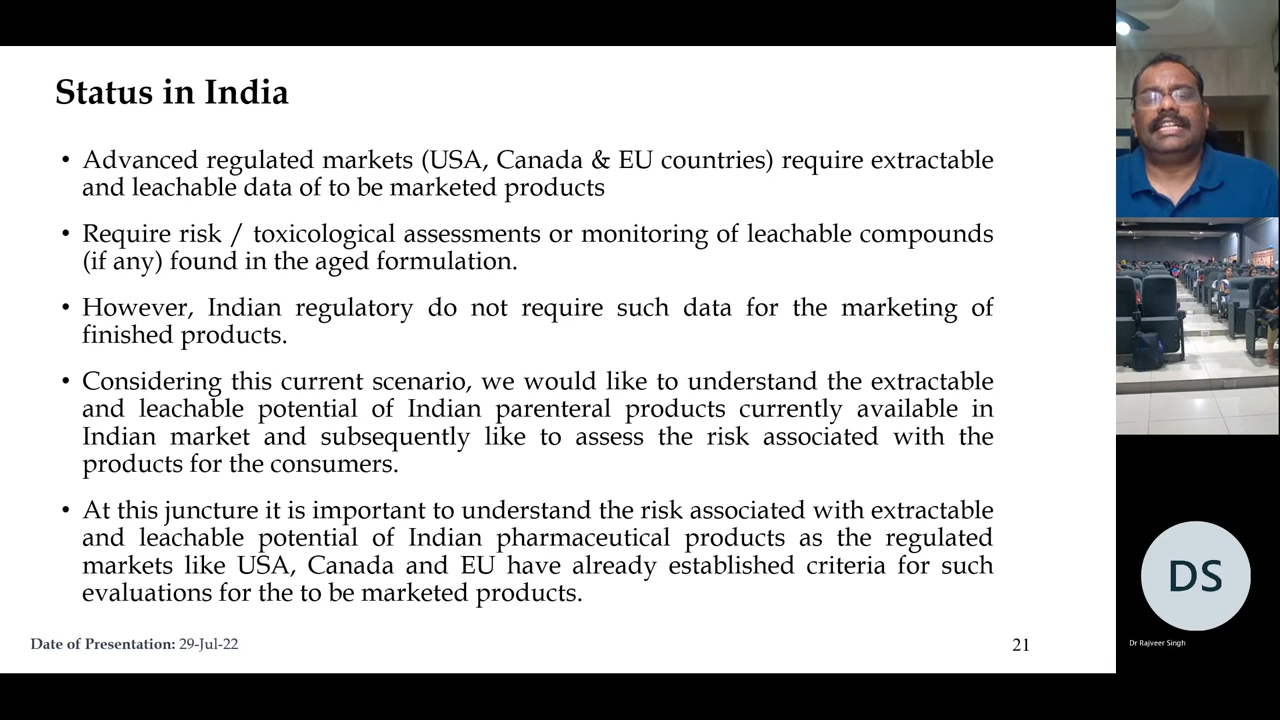 Status in India
• Advanced regulated markets (USA, Canada & EU countries) require extractable
and leachable data of to be marketed products
• Require risk / toxicological assessments or monitoring of leachable compounds
(if any) found in the aged formulation.
• However, Indian regulatory do not require such data for the marketing of
finished products.
• Considering this current scenario, we would like to understand the extractable
and leachable potential of Indian parenteral products currently available in
Indian market and subsequently like to assess the risk associated with the
products for the consumers.
• At this juncture it is important to understand the risk associated with extractable
and leachable potential of Indian pharmaceutical products as the regulated
markets like USA, Canada and EU have already established criteria for such
evaluations for the to be marketed products.
Date of Presentation: 29-Jul-22
21
DS
Dr Rajveer Singh